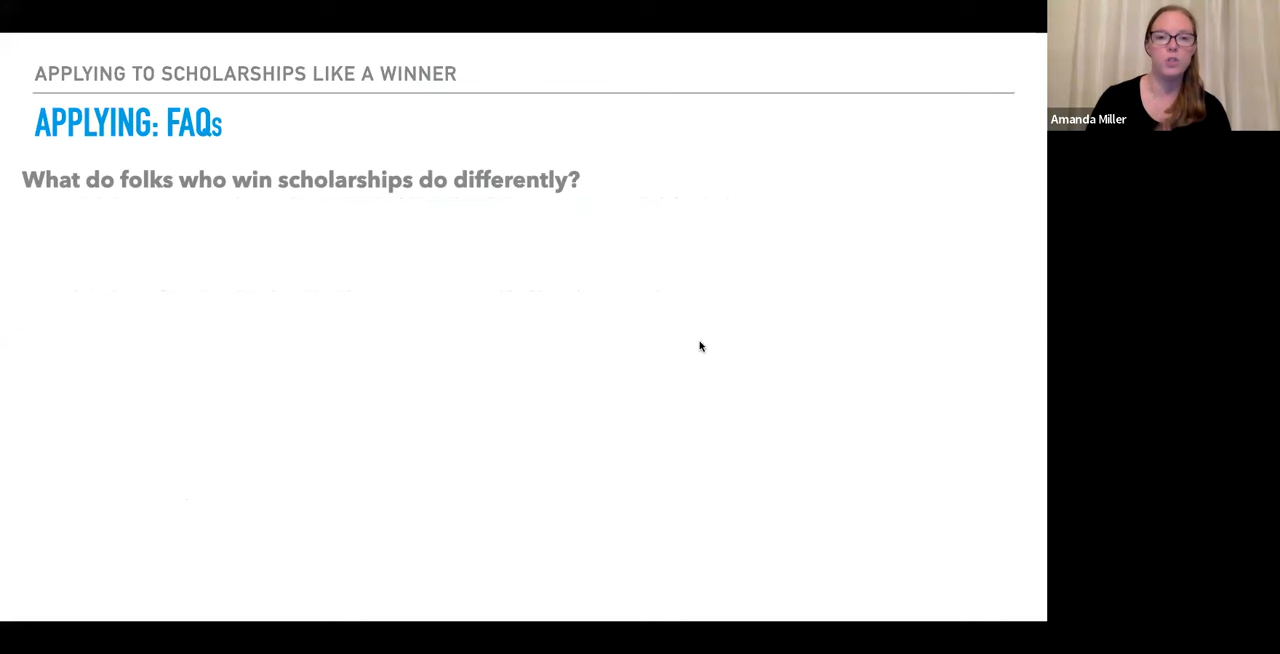 APPLYING TO SCHOLARSHIPS LIKE A WINNER
APPLYING: FAQs
What do folks who win scholarships do differently?
Amanda Miller